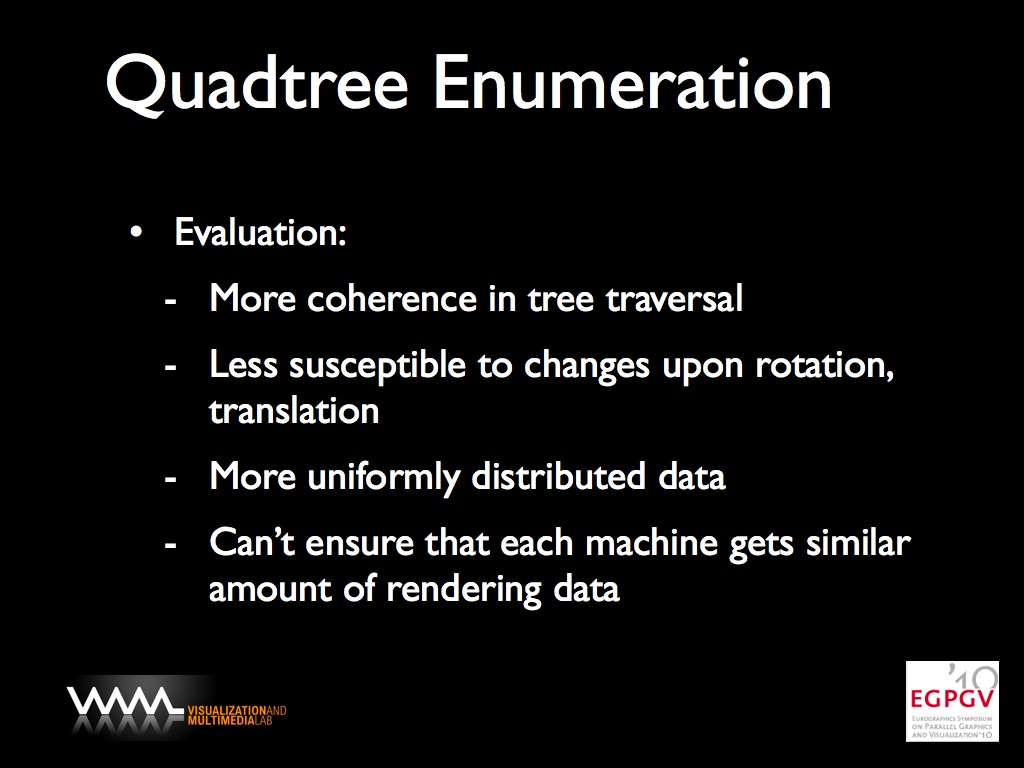 Quadtree Enumeration
• Evaluation:
- More coherence in tree traversal
- Less susceptible to changes upon rotation,
translation
- More uniformly distributed data
- Can't ensure that each machine gets similar
amount of rendering data
VISUALIZATIONAND
MULTIMEDIALAB
'10
EGPGV
EUROGRAPHICS SYMPOSIUM
ON PARALLEL GRAPHICS
AND VISUALIZATION'10